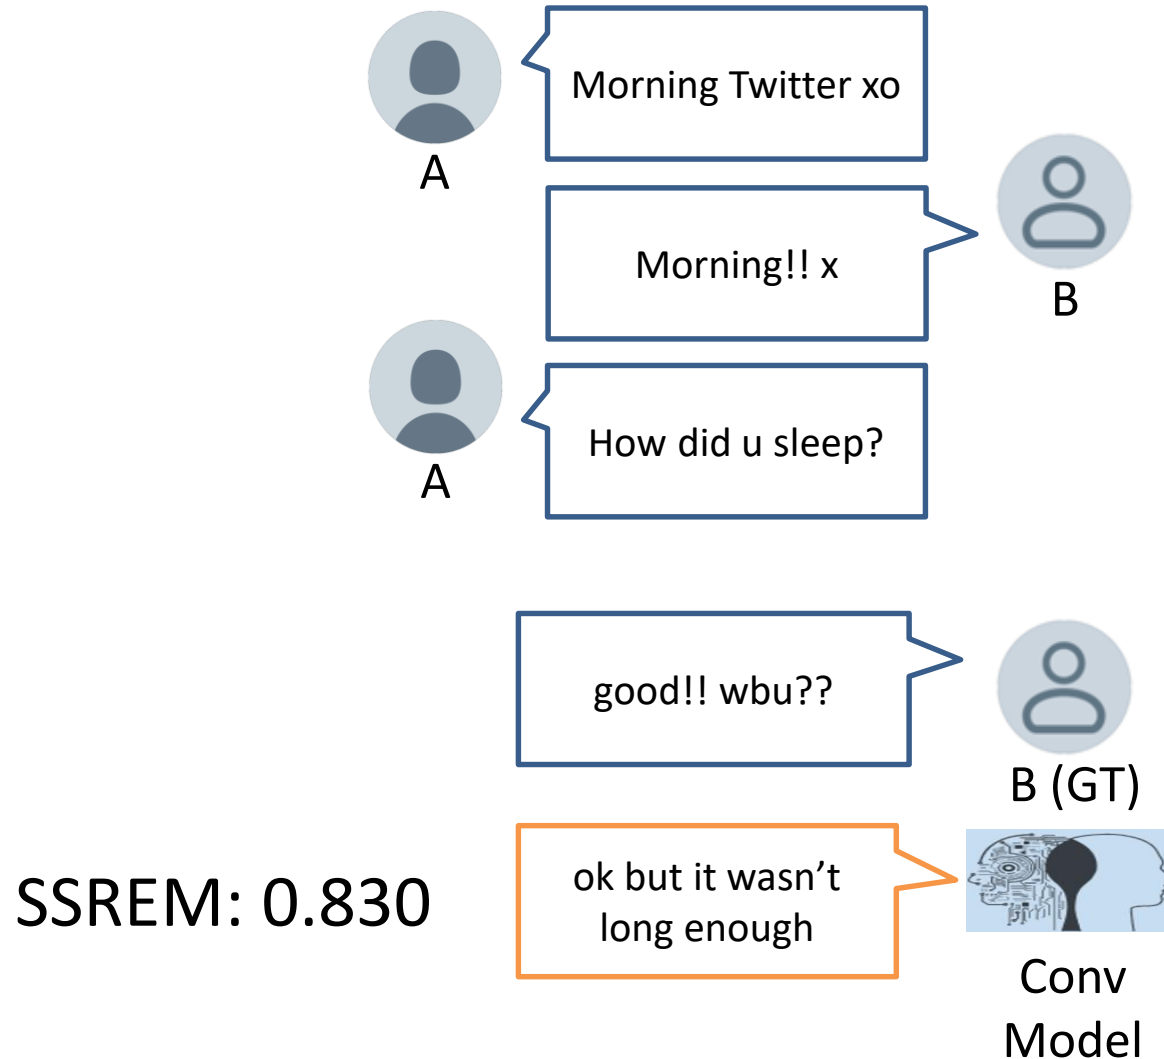 Morning Twitter xo
A
Morning!! x
B
How did u sleep?
A
good!! wbu??
B (GT)
SSREM: 0.830
ok but it wasn’t
long enough
Conv
Model